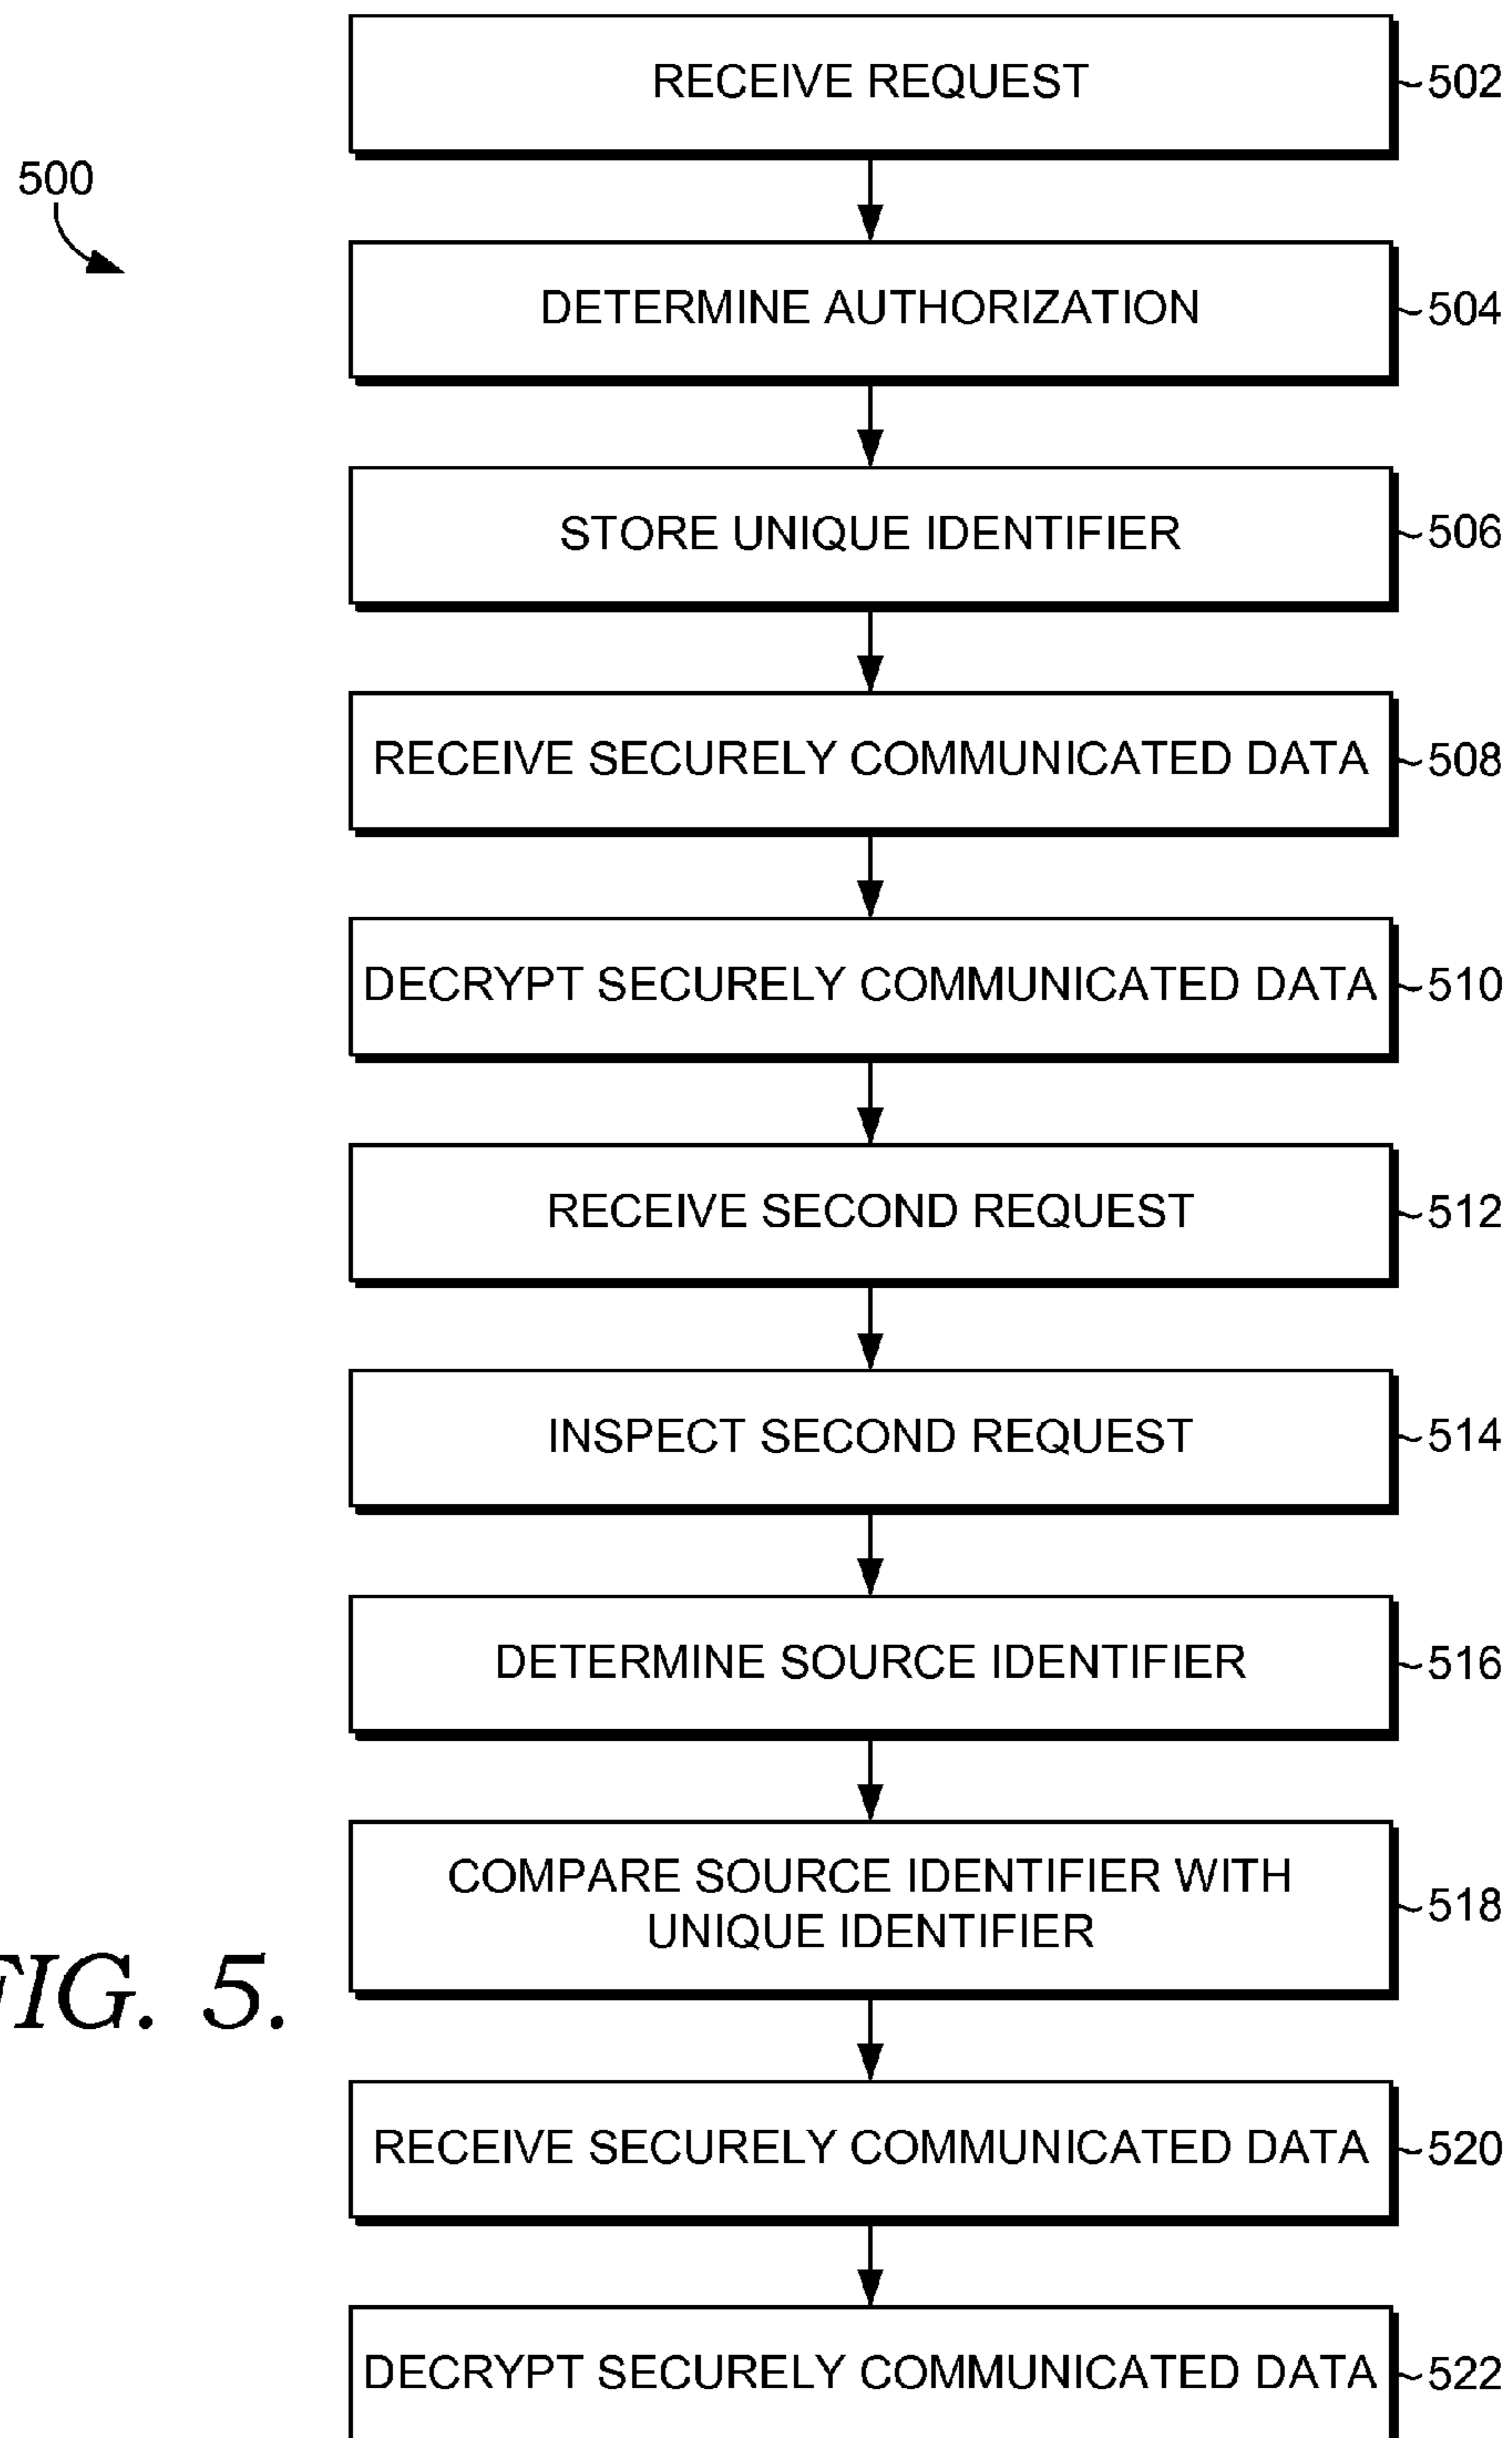 RECEIVE REQUEST
502
500
DETERMINE AUTHORIZATION
504
STORE UNIQUE IDENTIFIER
506
RECEIVE SECURELY COMMUNICATED DATA
508
DECRYPT SECURELY COMMUNICATED DATA
510
RECEIVE SECOND REQUEST
512
INSPECT SECOND REQUEST
514
DETERMINE SOURCE IDENTIFIER
516
COMPARE SOURCE IDENTIFIER WITH
UNIQUE IDENTIFIER
518
FIG. 5.
RECEIVE SECURELY COMMUNICATED DATA
520
DECRYPT SECURELY COMMUNICATED DATA
522